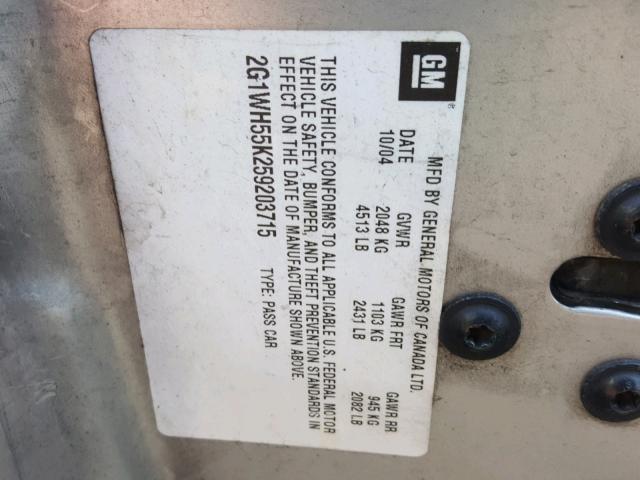 GM
MFD BY GENERAL MOTORS OF CANADA LTD.
DATE GVWR GAWR FRT GAWR RR
10/04 2048 KG 1103 KG 945 KG
4513 LB 2431 LB 2082 LB
THIS VEHICLE CONFORMS TO ALL APPLICABLE U.S. FEDERAL MOTOR
VEHICLE SAFETY, BUMPER, AND THEFT PREVENTION STANDARDS IN
EFFECT ON THE DATE OF MANUFACTURE SHOWN ABOVE.
2G1WH55K259203715 TYPE: PASS CAR